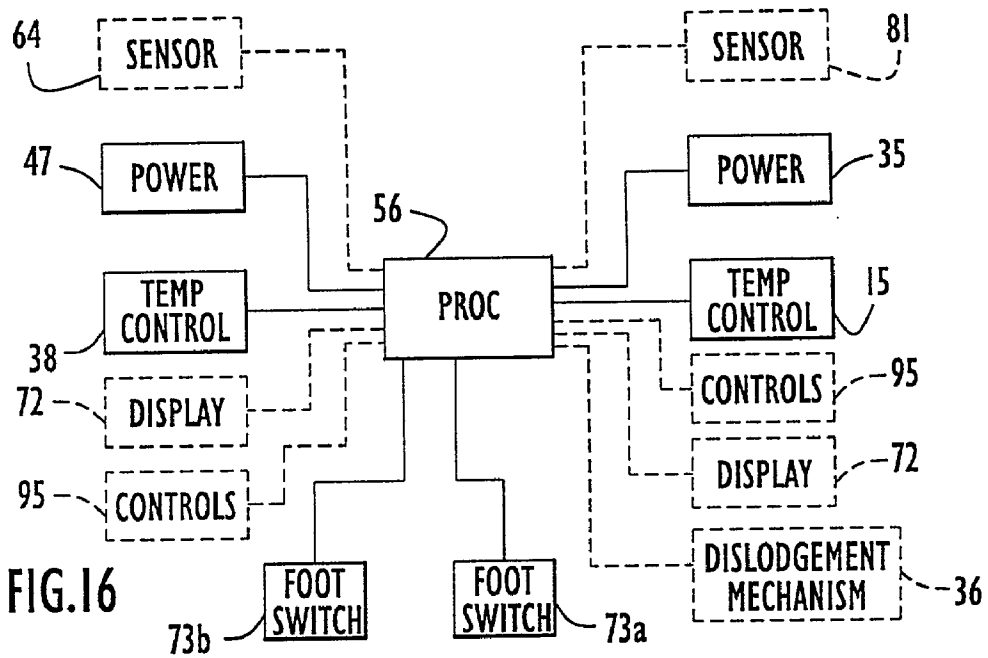 64
SENSOR
SENSOR
81
47
POWER
POWER
35
56
PROC
TEMP
CONTROL
38
TEMP
CONTROL
15
72
DISPLAY
CONTROLS
95
95
CONTROLS
DISPLAY
72
FIG.16
FOOT
SWITCH
73b
FOOT
SWITCH
73a
DISLODGEMENT
MECHANISM
36